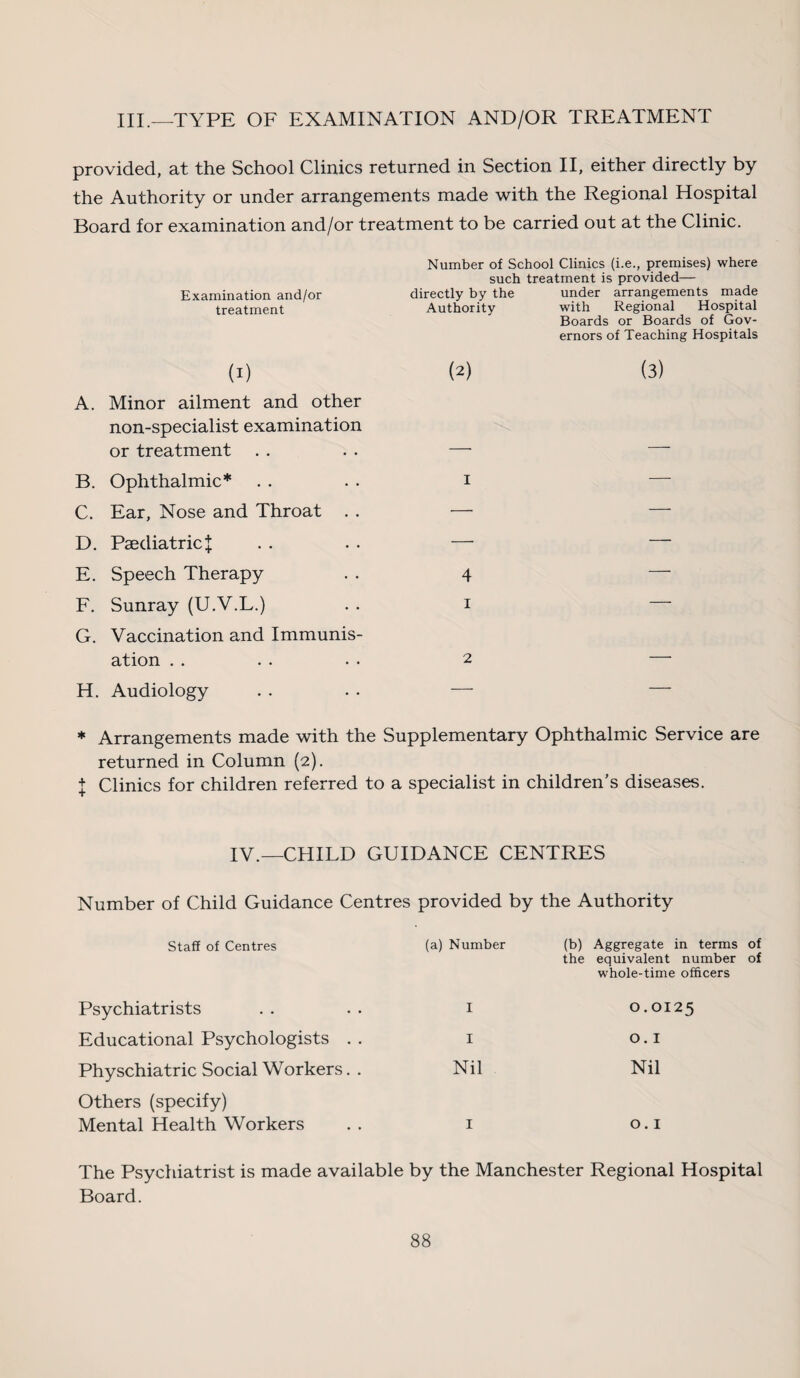 III.—TYPE OF EXAMINATION AND/OR TREATMENT
provided, at the School Clinics returned in Section II, either directly by
the Authority or under arrangements made with the Regional Hospital
Board for examination and/or treatment to be carried out at the Clinic.
Number of School Clinics (i.e., premises) where
such treatment is provided—
Examination and/or directly by the under arrangements made
treatment Authority with Regional Hospital
Boards or Boards of Gov-
ernors of Teaching Hospitals
(1) (2) (3)
A. Minor ailment and other
non-specialist examination
or treatment . . . . — —
B. Ophthalmic* . . . . 1 —
C. Ear, Nose and Throat . . — —
D. Pædiatric‡ . . . . — —
E. Speech Therapy . . 4 —
F. Sunray (U.V.L.) . . 1 —
G. Vaccination and Immunis-
ation . . . . . . 2 —
H. Audiology . . . . — —
* Arrangements made with the Supplementary Ophthalmic Service are
returned in Column (2).
‡ Clinics for children referred to a specialist in children's diseases.
IV.—CHILD GUIDANCE CENTRES
Number of Child Guidance Centres provided by the Authority
Staff of Centres (a) Number (b) Aggregate in terms of
the equivalent number of
whole-time officers
Psychiatrists . . . . 1 0.0125
Educational Psychologists . . 1 0.1
Physchiatric Social Workers. . Nil Nil
Others (specify)
Mental Health Workers . . 1 0.1
The Psychiatrist is made available by the Manchester Regional Hospital
Board.
88